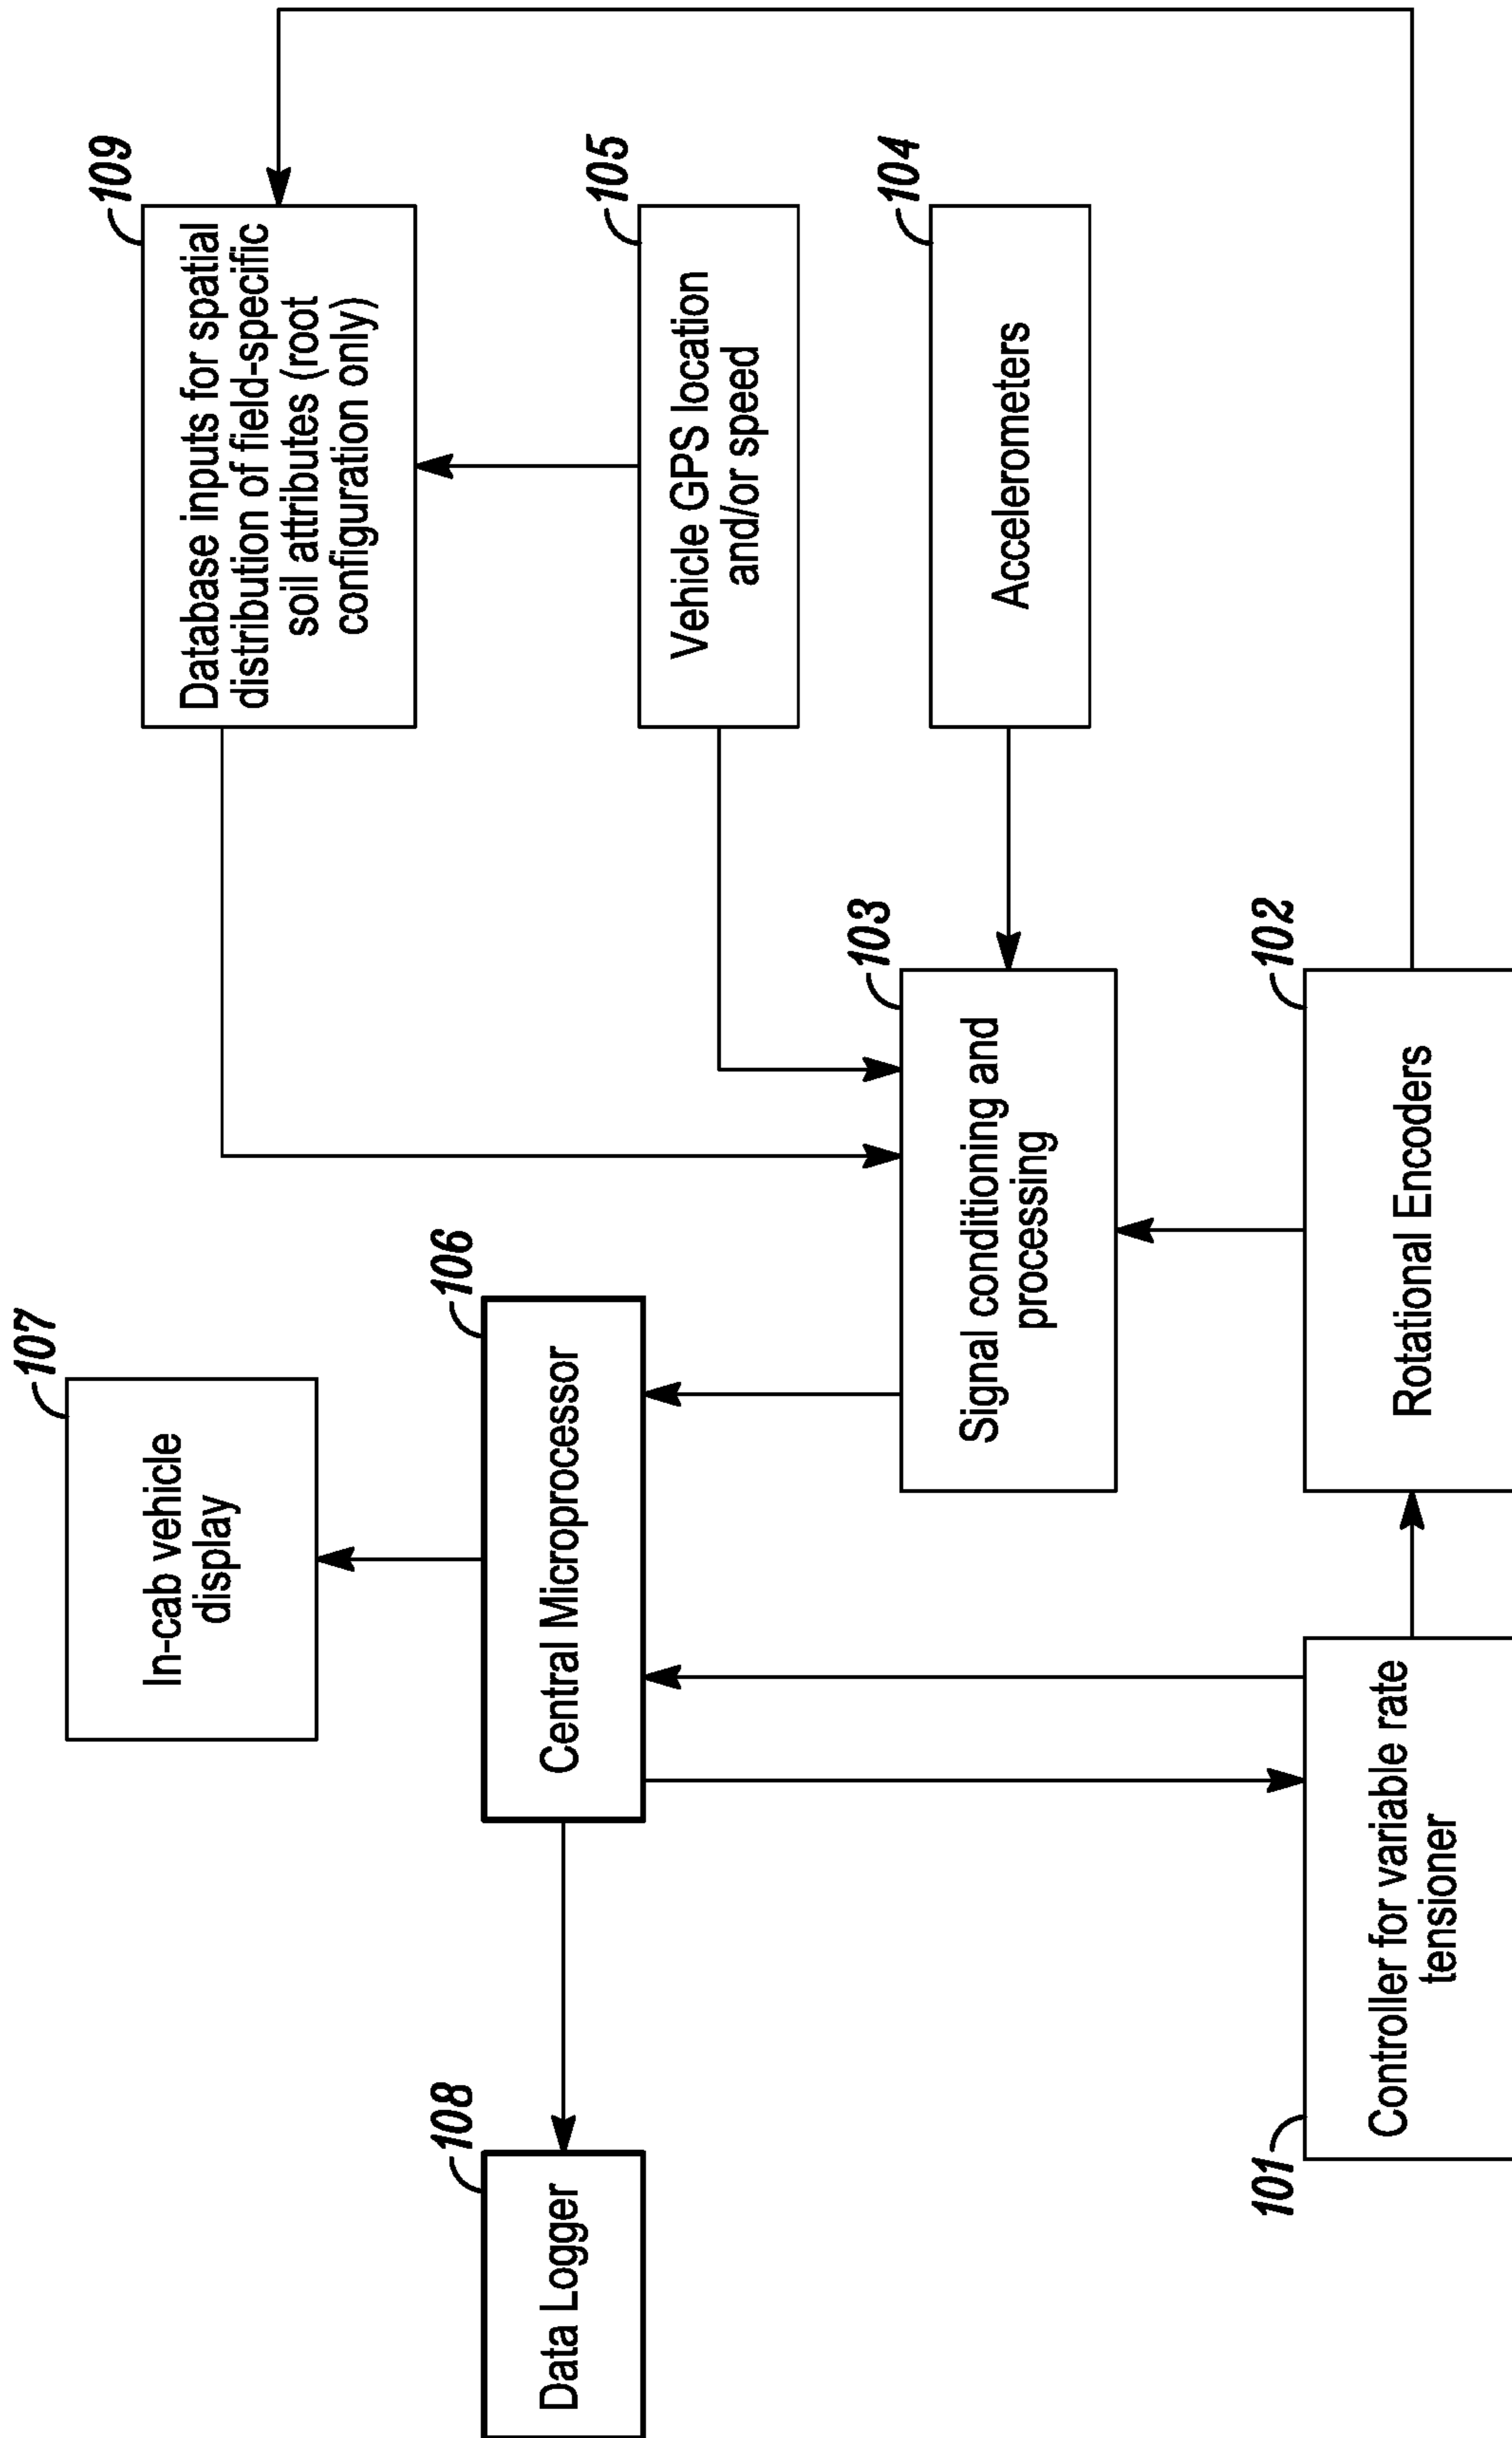 107
In-cab vehicle
display
109
Database inputs for spatial
distribution of field-specific
soil attributes (root
configuration only)
108
Data Logger
106
Central Microprocessor
105
Vehicle GPS location
and/or speed
103
Signal conditioning and
processing
104
Accelerometers
101
Controller for variable rate
tensioner
102
Rotational Encoders